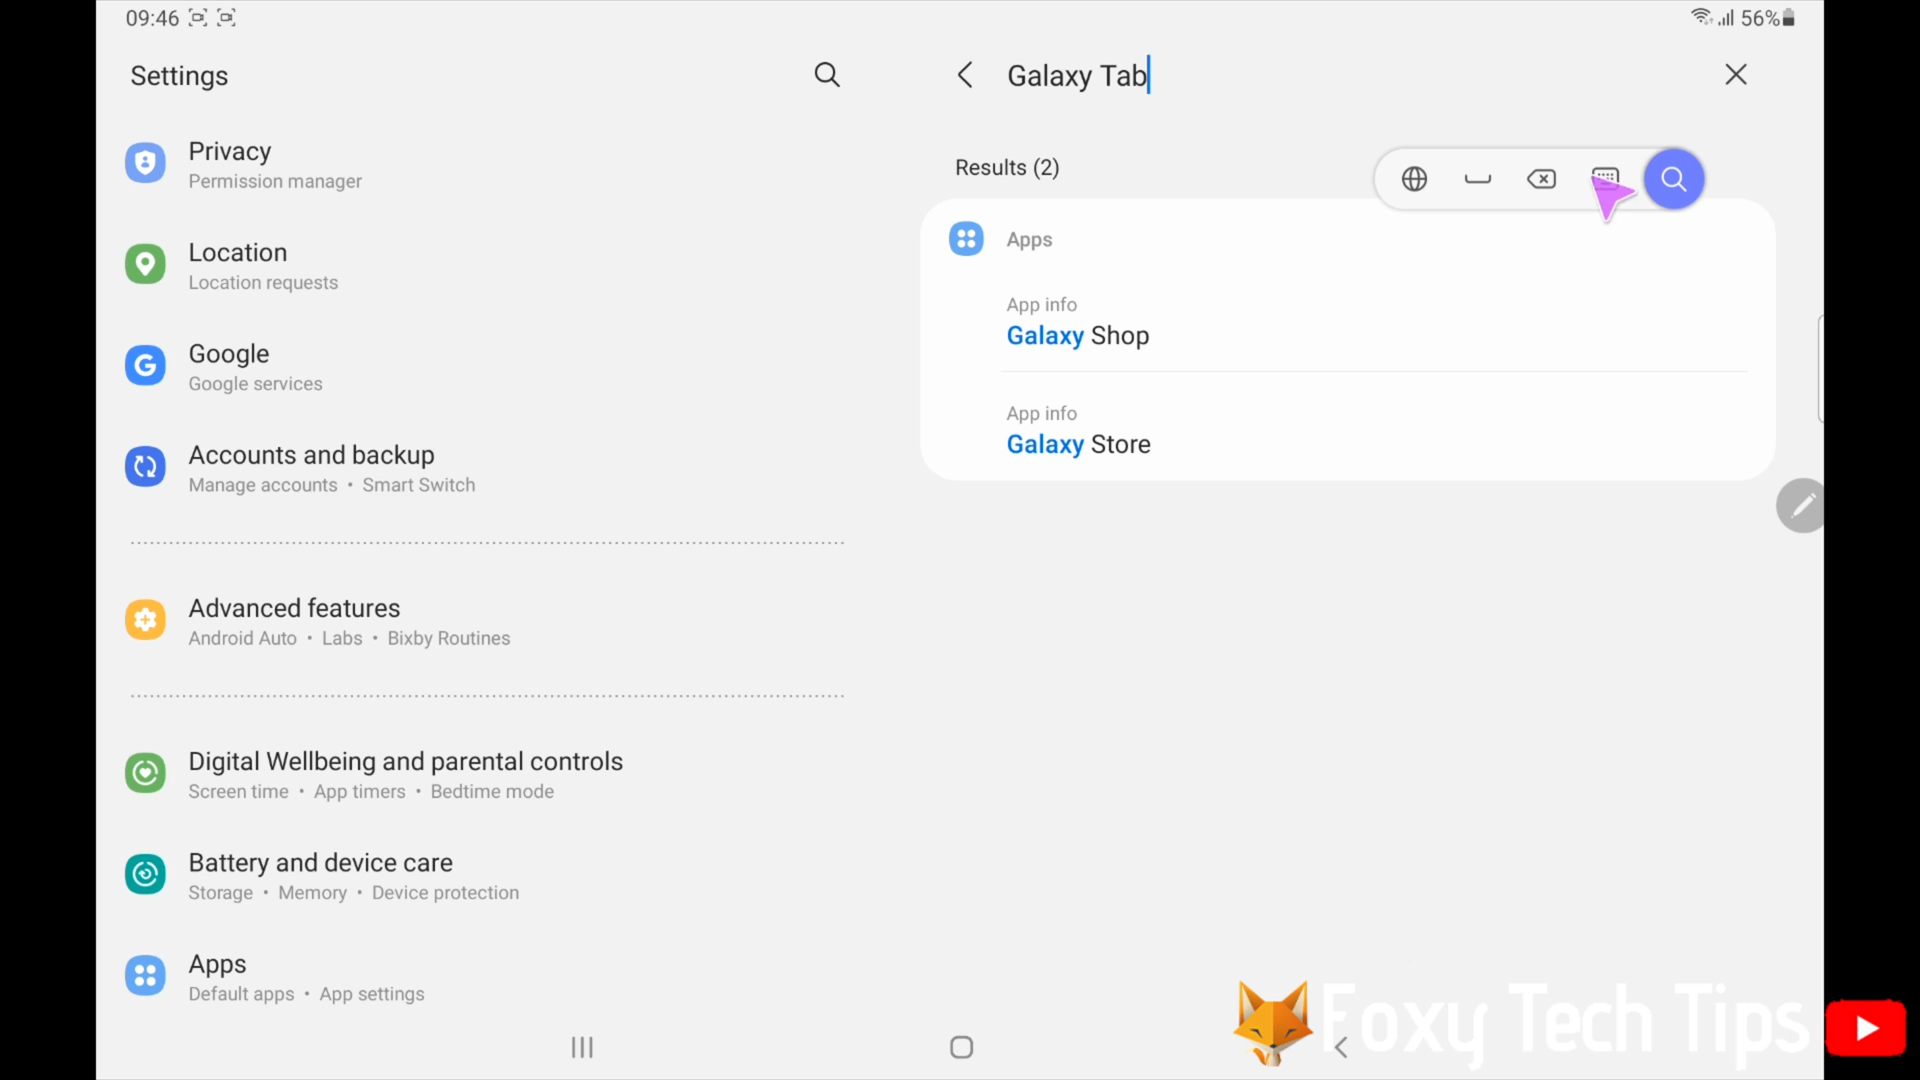 09:46
56%
Settings
Galaxy Tab
Privacy
Permission manager
Location
Location requests
Google
Google services
Accounts and backup
Manage accounts • Smart Switch
Advanced features
Android Auto • Labs • Bixby Routines
Digital Wellbeing and parental controls
Screen time • App timers • Bedtime mode
Battery and device care
Storage • Memory • Device protection
Apps
Default apps • App settings
Results (2)
Apps
App info
Galaxy Shop
App info
Galaxy Store
Foxy Tech Tips